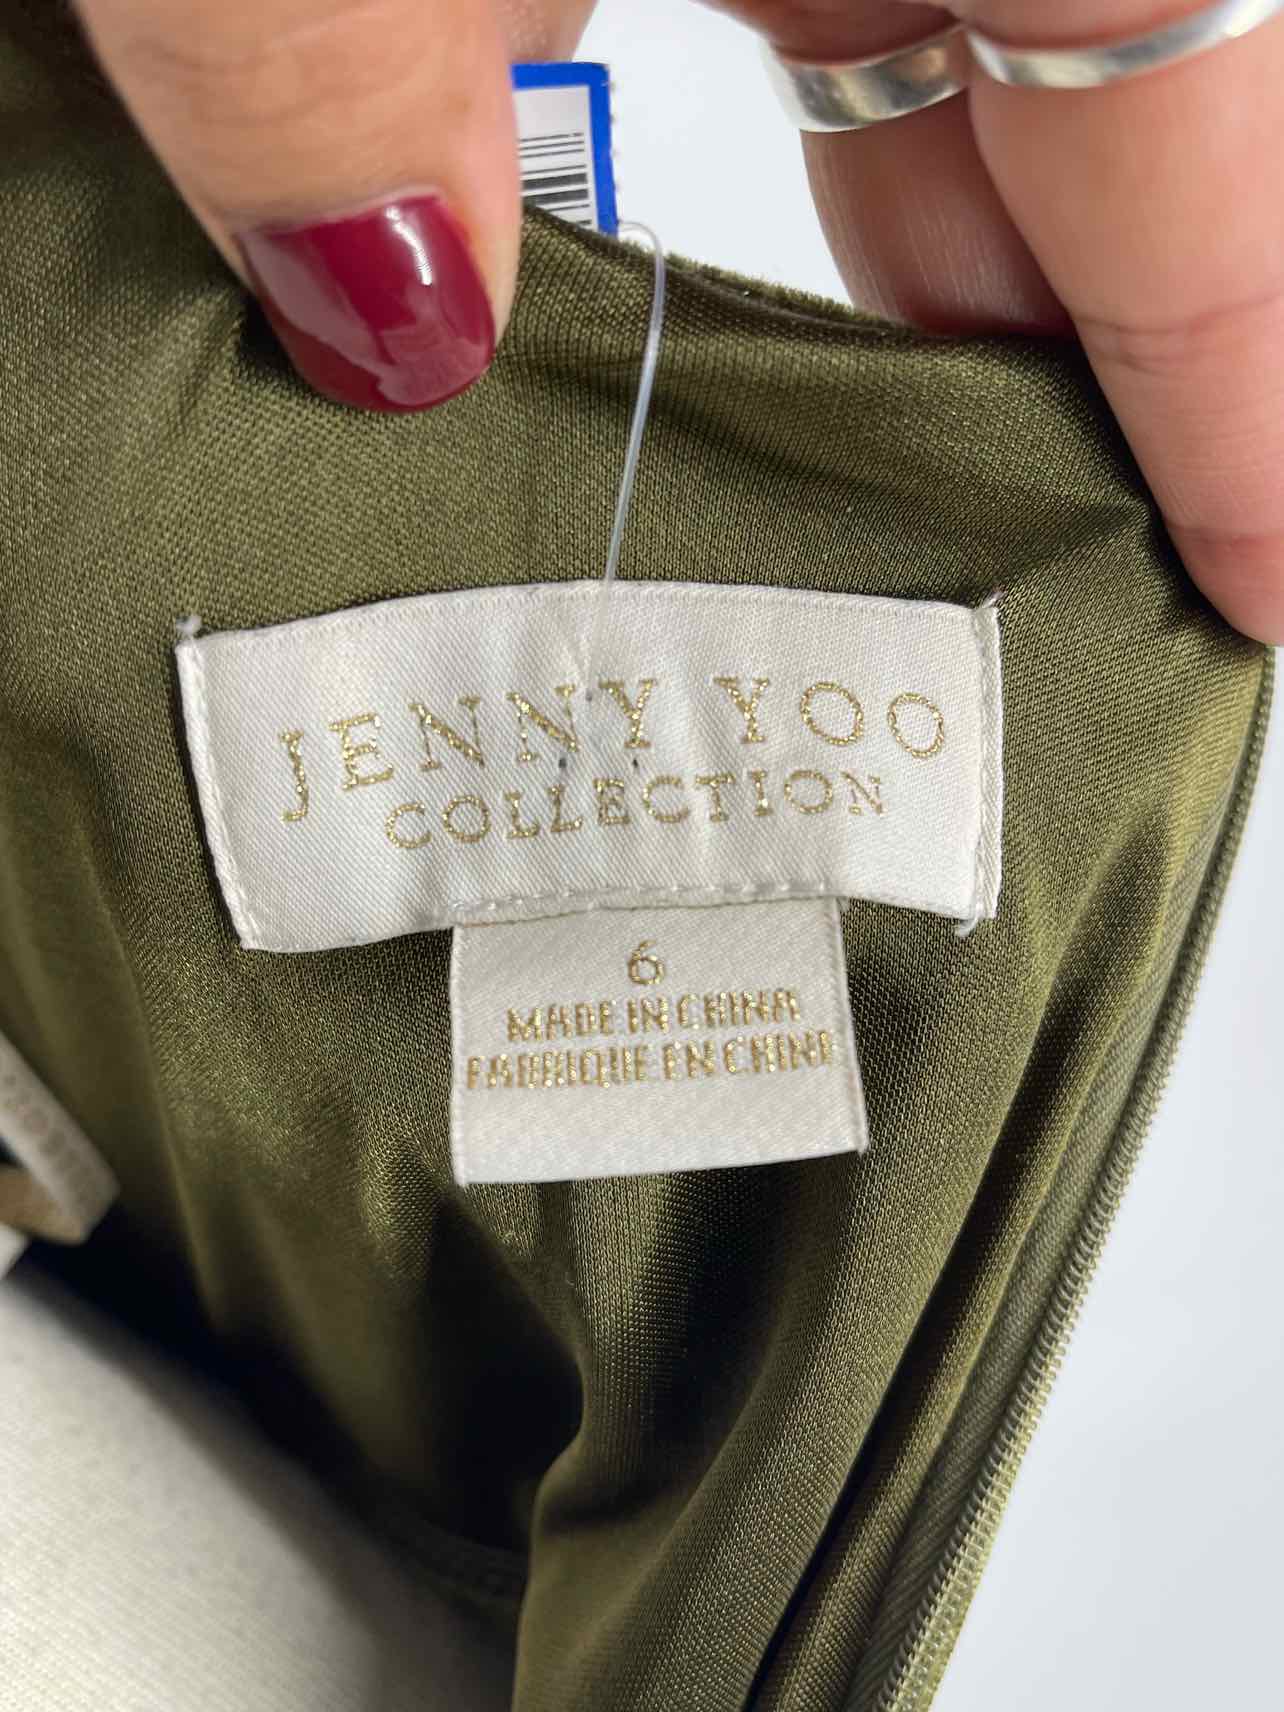 JENNY YOO
COLLECTION
6
MADE IN CHINA
FABRIQUE EN CHINE